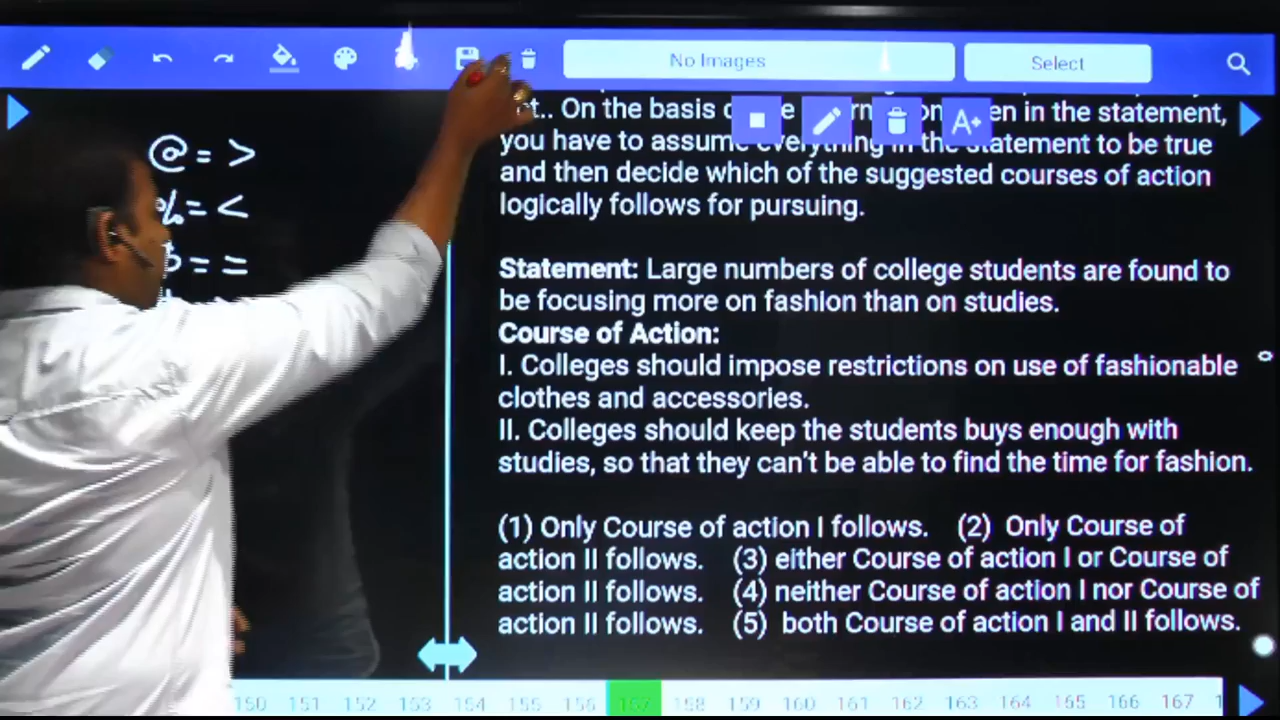 No Images
Select
On the basis en in the statement,
A+
you have to assume everything in the statement to be true
and then decide which of the suggested courses of action
logically follows for pursuing.
@ = >
% = <
= =
Statement: Large numbers of college students are found to
be focusing more on fashion than on studies.
Course of Action:
I. Colleges should impose restrictions on use of fashionable
clothes and accessories.
II. Colleges should keep the students buys enough with
studies, so that they can't be able to find the time for fashion.
(1) Only Course of action I follows. (2) Only Course of
action II follows. (3) either Course of action I or Course of
action II follows. (4) neither Course of action I nor Course of
action II follows. (5) both Course of action I and II follows.
150 151 152 153 154 155 156 157 158 159 160 161 162 163 164 165 166 167